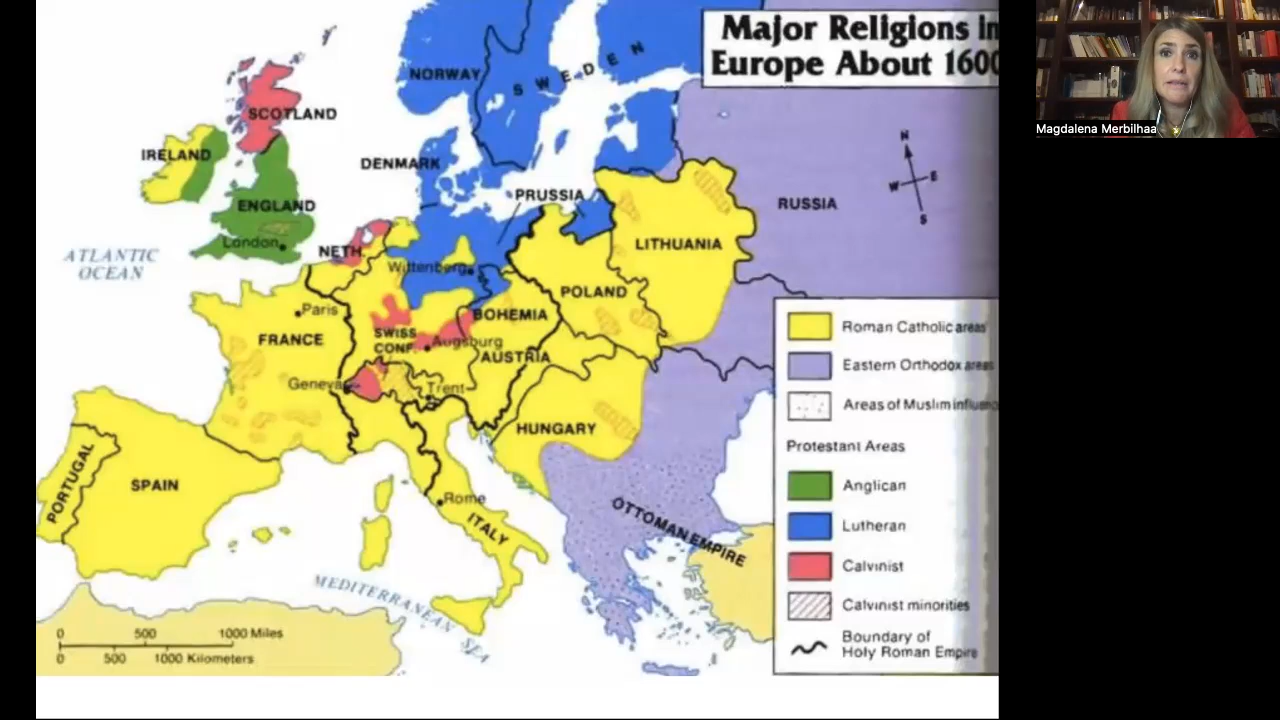 Major Religions in
Europe About 1600
Magdalena Merbilhaa
NORWAY
SWEDEN
SCOTLAND
IRELAND
DENMARK
ENGLAND
London
PRUSSIA
RUSSIA
N
W
E
S
ATLANTIC
OCEAN
NETH.
Wittenberg
LITHUANIA
POLAND
Paris
FRANCE
SWISS
CONF.
BOHEMIA
Augsburg
AUSTRIA
Geneva
Trent
HUNGARY
PORTUGAL
SPAIN
Rome
ITALY
OTTOMAN EMPIRE
MEDITERRANEAN SEA
0 500 1000 Miles
0 500 1000 Kilometers
Roman Catholic areas
Eastern Orthodox areas
Areas of Muslim influenc
Protestant Areas
Anglican
Lutheran
Calvinist
Calvinist minorities
Boundary of
Holy Roman Empire